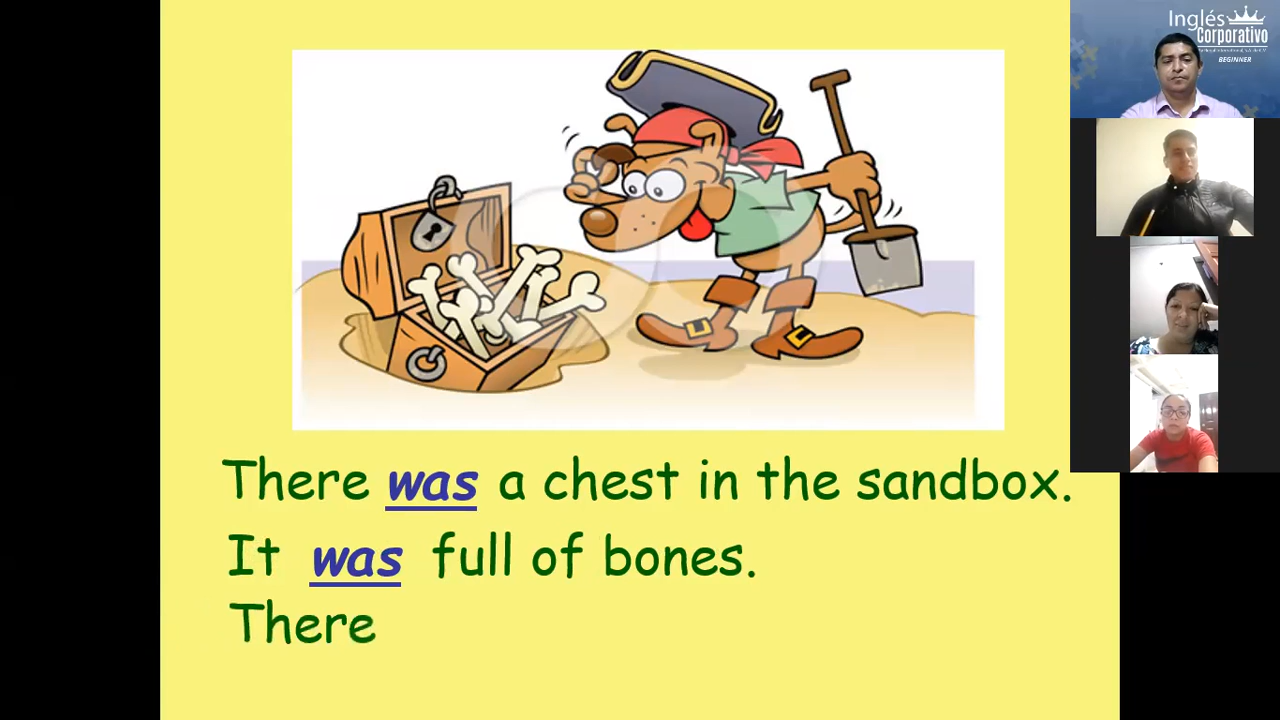 Inglés
Corporativo
BEGINNER
There was a chest in the sandbox.
It was full of bones.
There